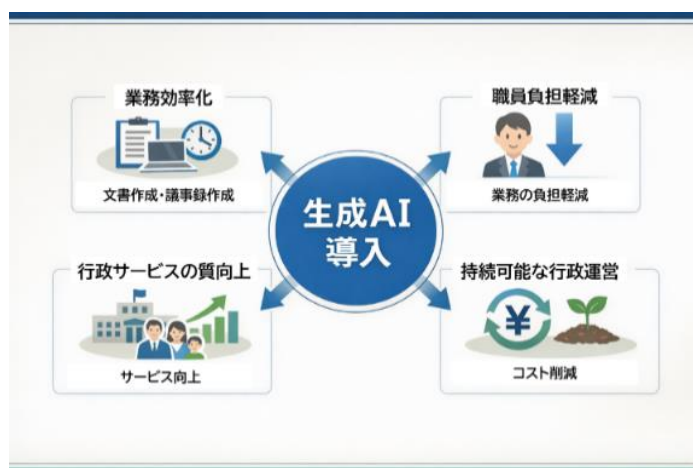 業務効率化
文書作成・議事録作成
職員負担軽減
業務の負担軽減
生成AI
導入
行政サービスの質向上
サービス向上
持続可能な行政運営
¥
コスト削減